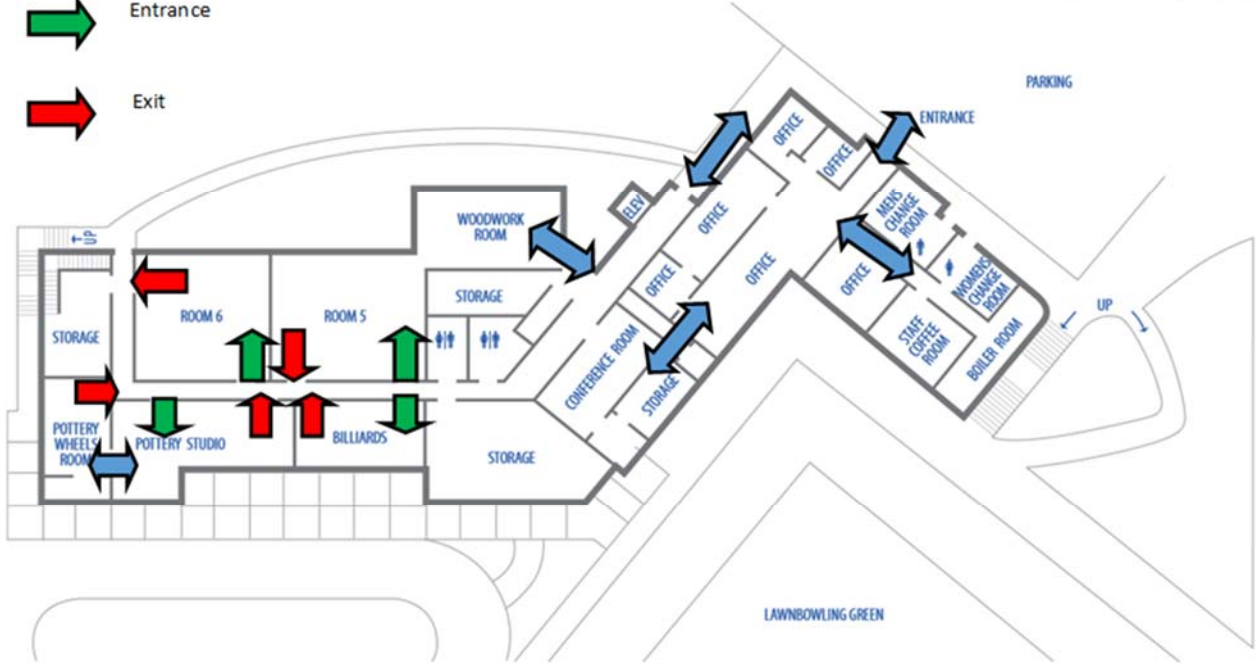 Entrance
Exit
PARKING
ENTRANCE
OFFICE
OFFICE
MENS
CHANGE
ROOM
ELEV
OFFICE
WOODWORK
ROOM
UP
OFFICE
OFFICE
OFFICE
WOMENS
CHANGE
ROOM
STORAGE
ROOM 6
ROOM 5
UP
STORAGE
STAFF
COFFEE
ROOM
BOILER ROOM
CONFERENCE ROOM
STORAGE
POTTERY
WHEELS
ROOM
POTTERY STUDIO
BILLIARDS
STORAGE
LAWNBOWLING GREEN